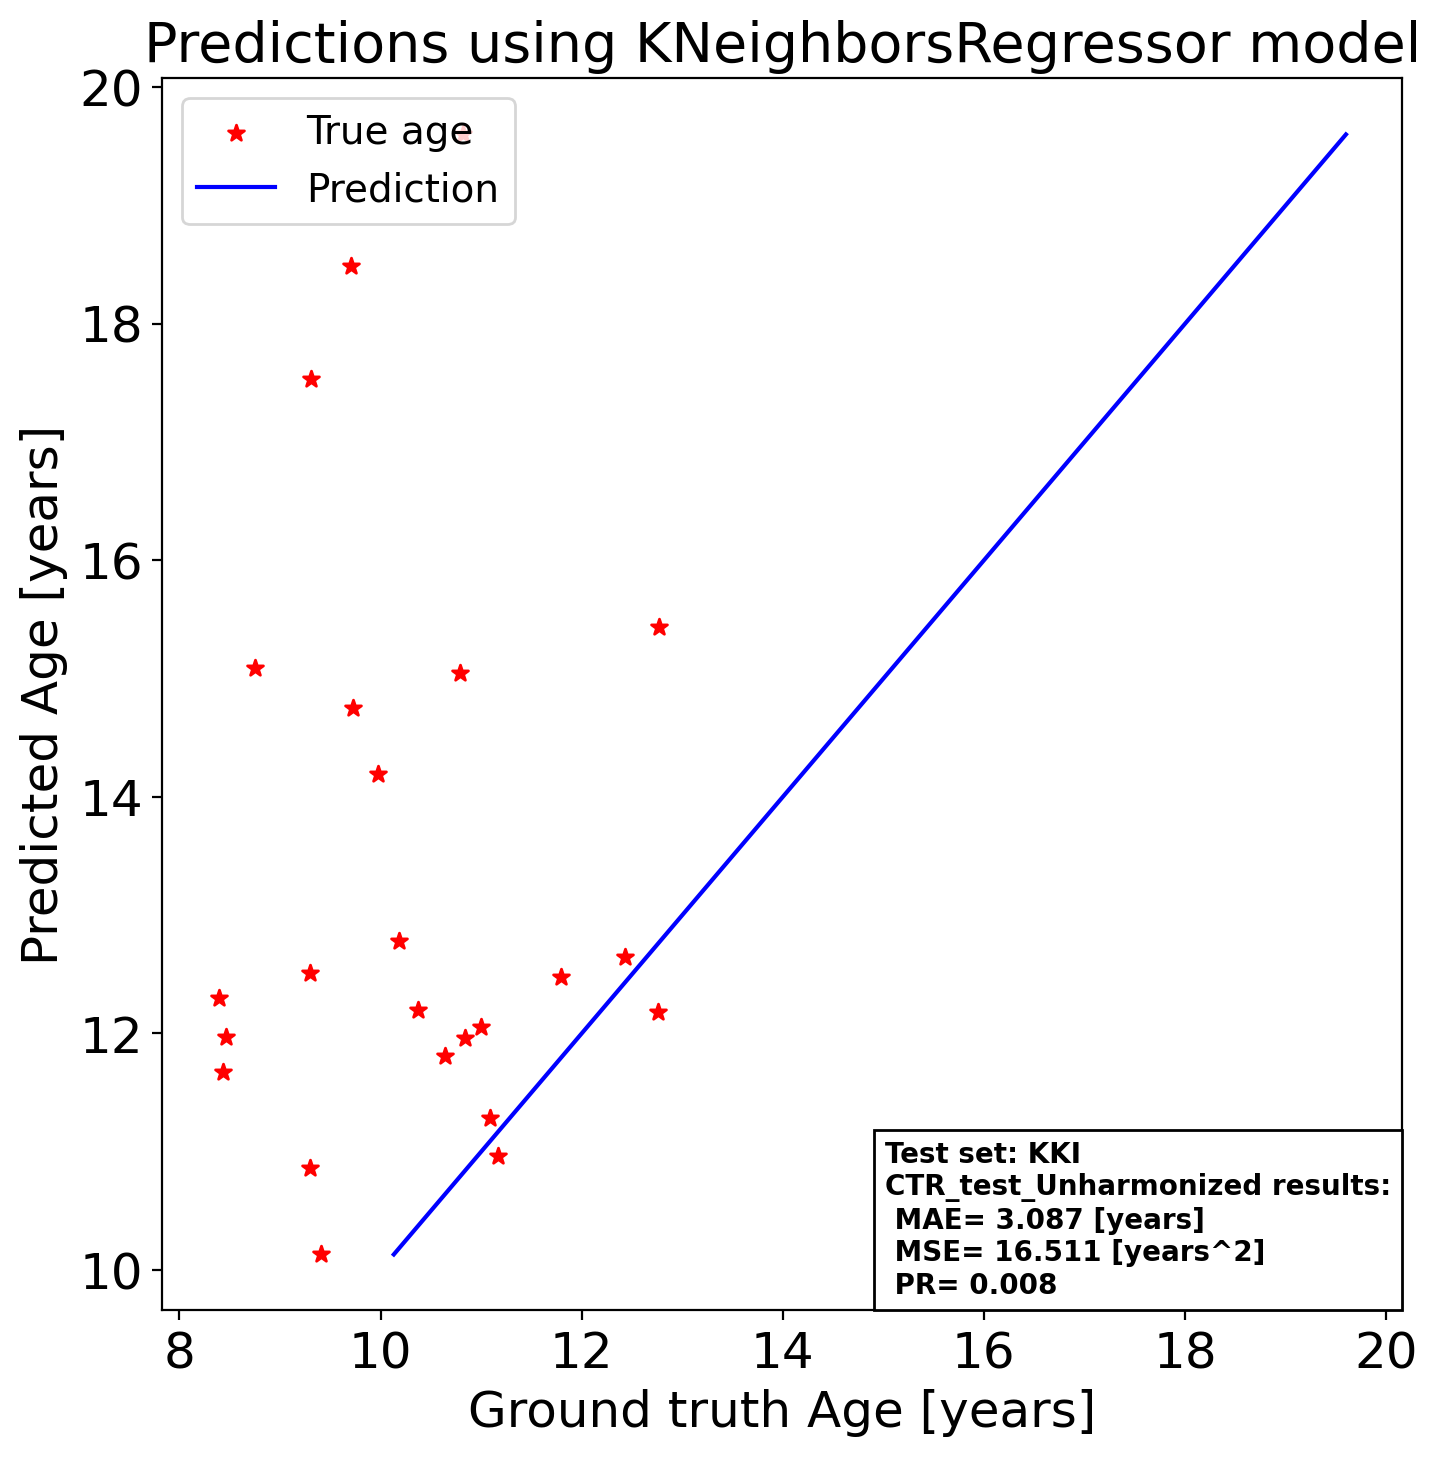 Predictions using KNeighborsRegressor model
True age
Prediction
Predicted Age [years]
20
18
16
14
12
10
Test set: KKI
CTR_test_Unharmonized results:
MAE= 3.087 [years]
MSE= 16.511 [years^2]
PR= 0.008
8 10 12 14 16 18 20
Ground truth Age [years]